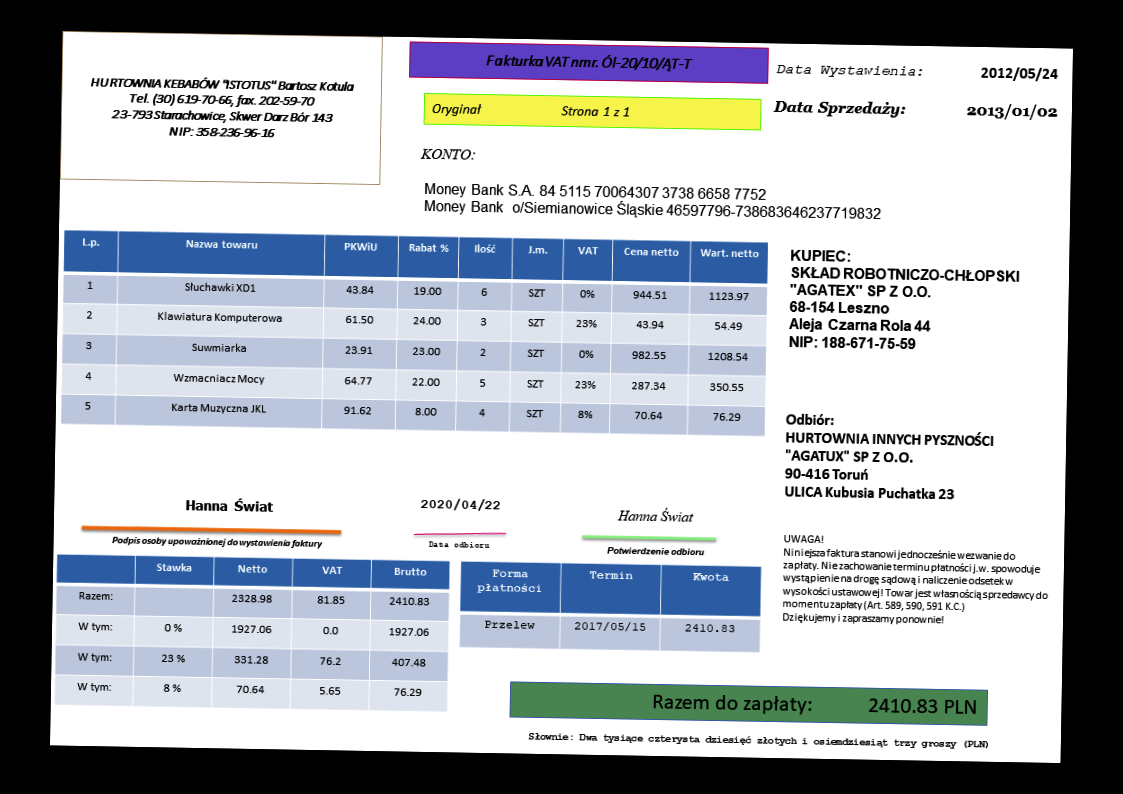 HURTOWNIA KEBABÓW "ISTOTUS" Bartosz Kotula
Tel. (30) 619-70-66, fax. 202-59-70
23-793 Starachowice, Skwer Darz Bór 143
NIP: 358-236-96-16
Fakturka VAT nmr. Ól-20/10/ĄT-T
Oryginał Strona 1 z 1
Data Wystawienia: 2012/05/24
Data Sprzedaży: 2013/01/02
KONTO:
Money Bank S.A. 84 5115 70064307 3738 6658 7752
Money Bank o/Siemianowice Śląskie 46597796-738683646237719832
L.p. Nazwa towaru PKWiU Rabat % Ilość J.m. VAT Cena netto Wart. netto
1 Słuchawki XD1 43.84 19.00 6 SZT 0% 944.51 1123.97
2 Klawiatura Komputerowa 61.50 24.00 3 SZT 23% 43.94 54.49
3 Suwmiarka 23.91 23.00 2 SZT 0% 982.55 1208.54
4 Wzmacniacz Mocy 64.77 22.00 5 SZT 23% 287.34 350.55
5 Karta Muzyczna JKL 91.62 8.00 4 SZT 8% 70.64 76.29
KUPIEC:
SKŁAD ROBOTNICZO-CHŁOPSKI
"AGATEX" SP Z O.O.
68-154 Leszno
Aleja Czarna Rola 44
NIP: 188-671-75-59
Odbiór:
HURTOWNIA INNYCH PYSZNOŚCI
"AGATUX" SP Z O.O.
90-416 Toruń
ULICA Kubusia Puchatka 23
Hanna Świat
Podpis osoby upoważnionej do wystawienia faktury
2020/04/22
Data odbioru
Hanna Świat
Potwierdzenie odbioru
UWAGA!
Niniejsza faktura stanowi jednocześnie wezwanie do
zapłaty. Nie zachowanie terminu płatności j.w. spowoduje
wystąpienie na drogę sądową i naliczenie odsetek w
wysokości ustawowej! Towar jest własnością sprzedawcy do
momentu zapłaty (Art. 589, 590, 591 K.C.)
Dziękujemy i zapraszamy ponownie!
Stawka Netto VAT Brutto
Razem: 2328.98 81.85 2410.83
W tym: 0 % 1927.06 0.0 1927.06
W tym: 23 % 331.28 76.2 407.48
W tym: 8 % 70.64 5.65 76.29
Forma płatności Termin Kwota
Przelew 2017/05/15 2410.83
Razem do zapłaty: 2410.83 PLN
Słownie: Dwa tysiące czterysta dziesięć złotych i osiemdziesiąt trzy groszy (PLN)